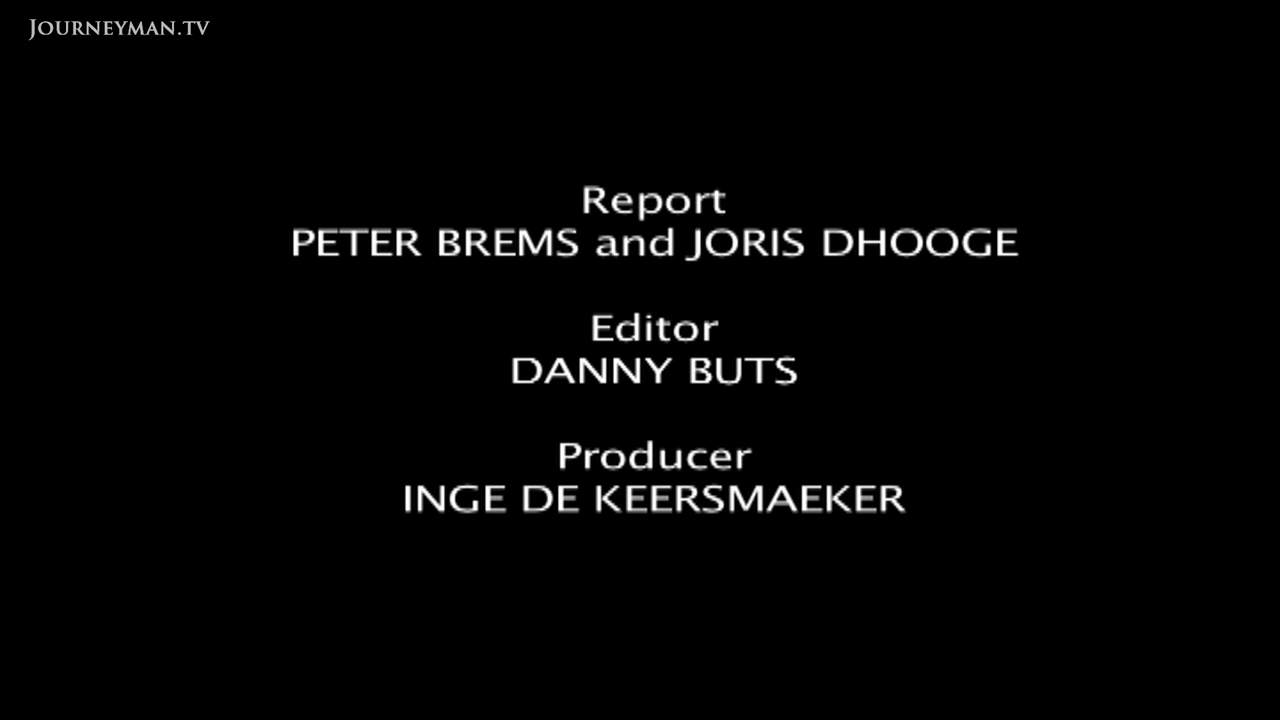 JOURNEYMAN.TV
Report
PETER BREMS and JORIS DHOOGE
Editor
DANNY BUTS
Producer
INGE DE KEERSMAEKER